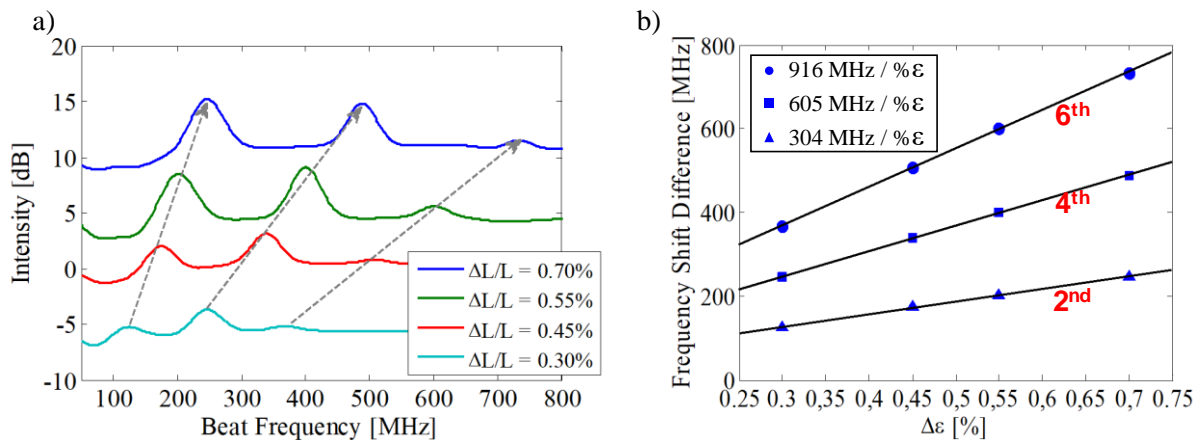 a)
20
15
10
5
0
-5
-10
Intensity [dB]
100 200 300 400 500 600 700 800
Beat Frequency [MHz]
ΔL/L = 0.70%
ΔL/L = 0.55%
ΔL/L = 0.45%
ΔL/L = 0.30%
b)
800
600
400
200
0
Frequency Shift Difference [MHz]
916 MHz / %ε
605 MHz / %ε
304 MHz / %ε
6th
4th
2nd
0.25 0,3 0,35 0,4 0,45 0,5 0,55 0,6 0,65 0,7 0.75
Δε [%]